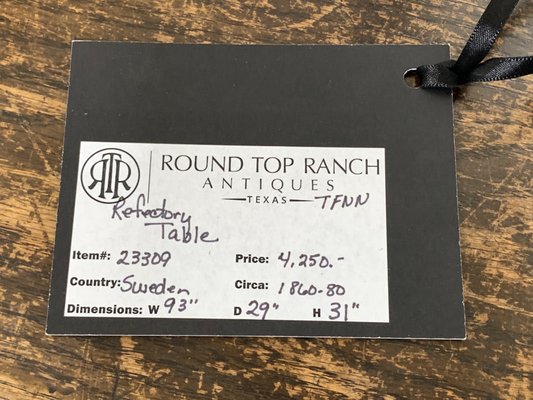 RTR
ROUND TOP RANCH
ANTIQUES
TEXAS TFNN
Refectory
Table
Item#: 23309 Price: 4,250.-
Country: Sweden Circa: 1860-80
Dimensions: W 93" D 29" H 31"